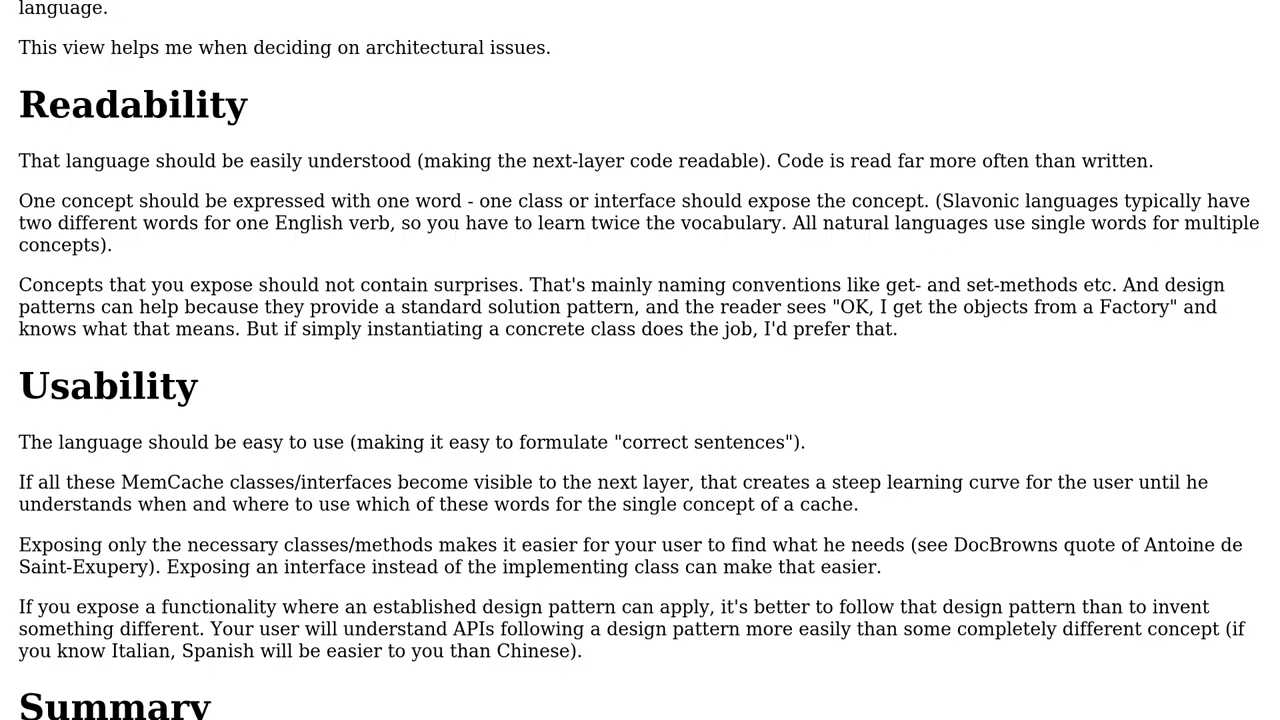 language.
This view helps me when deciding on architectural issues.
Readability
That language should be easily understood (making the next-layer code readable). Code is read far more often than written.
One concept should be expressed with one word - one class or interface should expose the concept. (Slavonic languages typically have
two different words for one English verb, so you have to learn twice the vocabulary. All natural languages use single words for multiple
concepts).
Concepts that you expose should not contain surprises. That's mainly naming conventions like get- and set-methods etc. And design
patterns can help because they provide a standard solution pattern, and the reader sees "OK, I get the objects from a Factory" and
knows what that means. But if simply instantiating a concrete class does the job, I'd prefer that.
Usability
The language should be easy to use (making it easy to formulate "correct sentences").
If all these MemCache classes/interfaces become visible to the next layer, that creates a steep learning curve for the user until he
understands when and where to use which of these words for the single concept of a cache.
Exposing only the necessary classes/methods makes it easier for your user to find what he needs (see DocBrowns quote of Antoine de
Saint-Exupery). Exposing an interface instead of the implementing class can make that easier.
If you expose a functionality where an established design pattern can apply, it's better to follow that design pattern than to invent
something different. Your user will understand APIs following a design pattern more easily than some completely different concept (if
you know Italian, Spanish will be easier to you than Chinese).
Summary